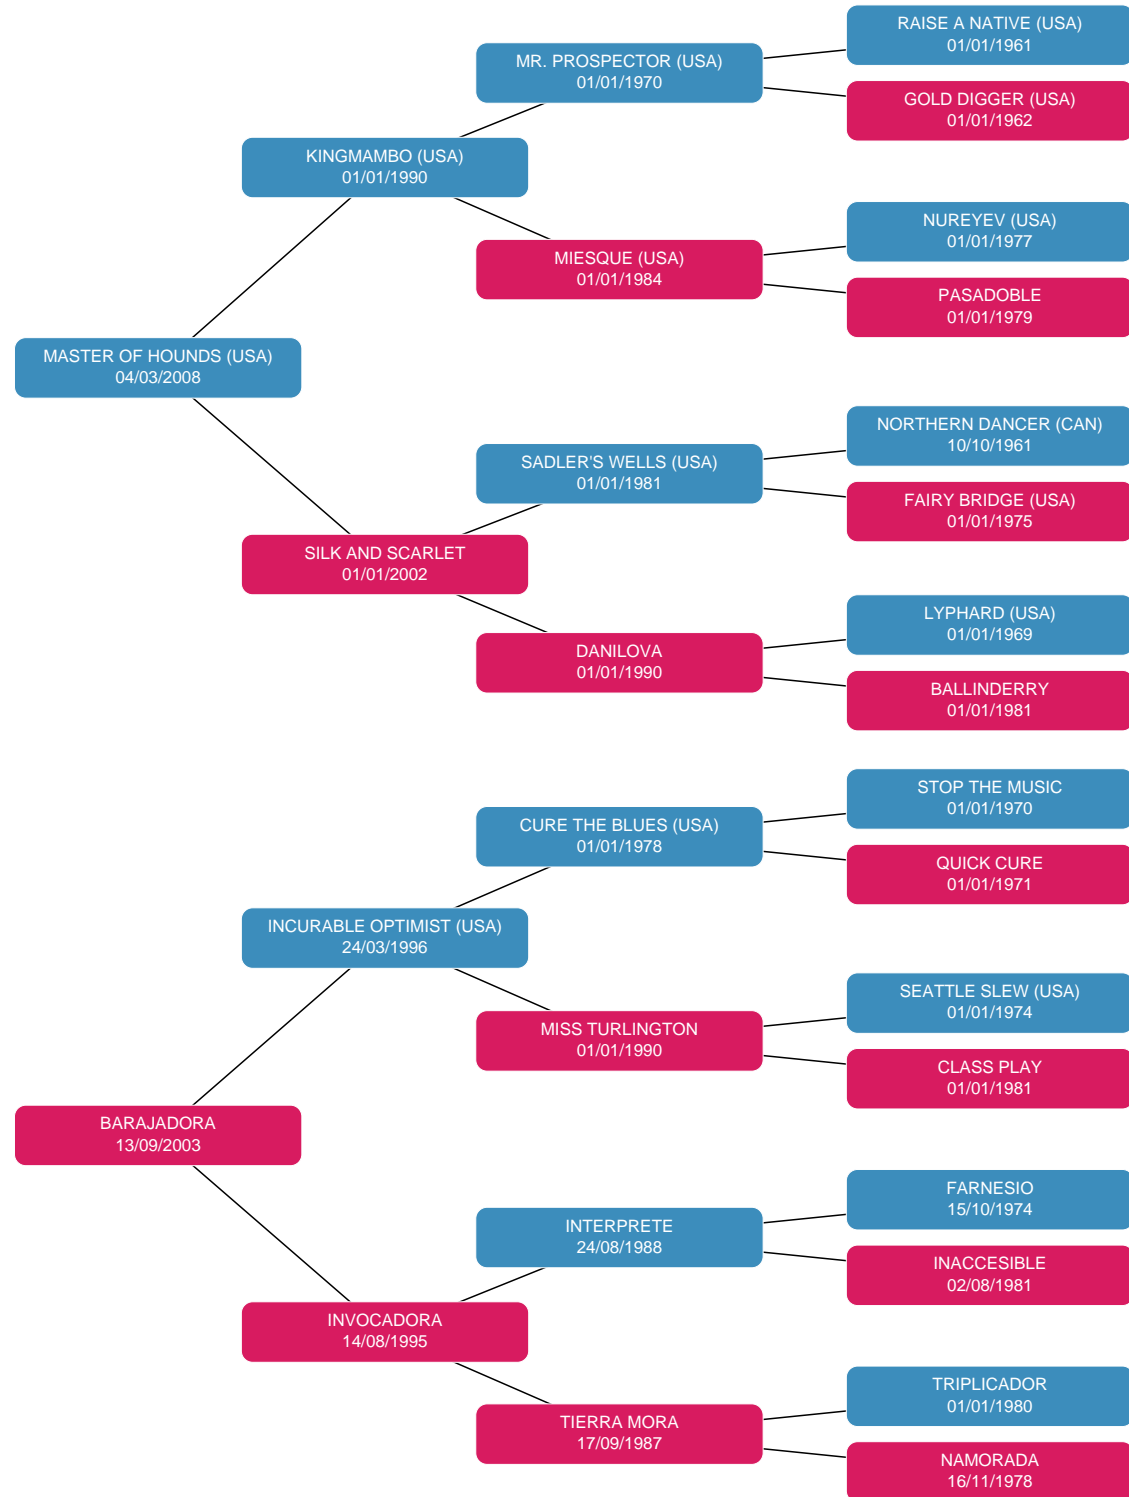 RAISE A NATIVE (USA)
01/01/1961
MR. PROSPECTOR (USA)
01/01/1970
GOLD DIGGER (USA)
01/01/1962
KINGMAMBO (USA)
01/01/1990
NUREYEV (USA)
01/01/1977
MIESQUE (USA)
01/01/1984
PASADOBLE
01/01/1979
MASTER OF HOUNDS (USA)
04/03/2008
NORTHERN DANCER (CAN)
10/10/1961
SADLER'S WELLS (USA)
01/01/1981
FAIRY BRIDGE (USA)
01/01/1975
SILK AND SCARLET
01/01/2002
LYPHARD (USA)
01/01/1969
DANILOVA
01/01/1990
BALLINDERRY
01/01/1981
STOP THE MUSIC
01/01/1970
CURE THE BLUES (USA)
01/01/1978
QUICK CURE
01/01/1971
INCURABLE OPTIMIST (USA)
24/03/1996
SEATTLE SLEW (USA)
01/01/1974
MISS TURLINGTON
01/01/1990
CLASS PLAY
01/01/1981
BARAJADORA
13/09/2003
FARNESIO
15/10/1974
INTERPRETE
24/08/1988
INACCESIBLE
02/08/1981
INVOCADORA
14/08/1995
TRIPLICADOR
01/01/1980
TIERRA MORA
17/09/1987
NAMORADA
16/11/1978